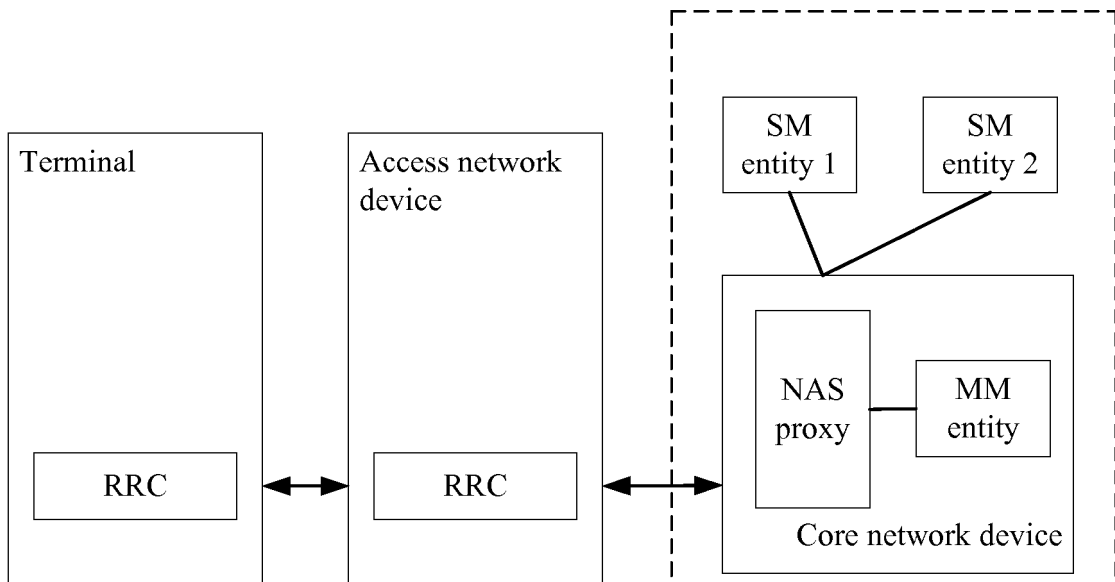 Terminal
RRC
Access network
device
RRC
SM
entity 1
SM
entity 2
NAS
proxy
MM
entity
Core network device